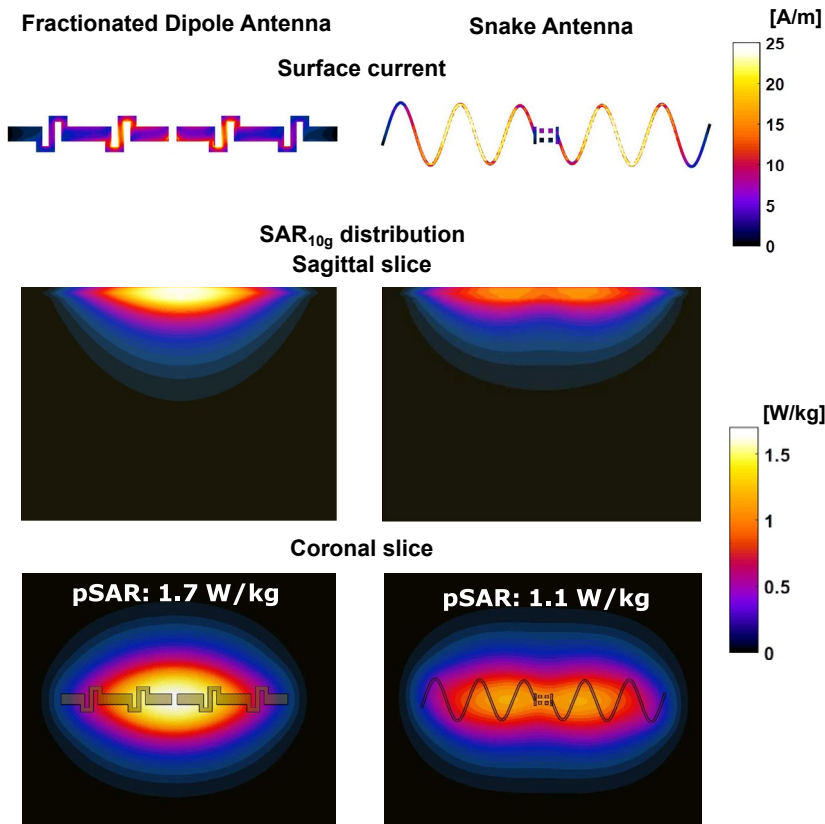 Fractionated Dipole Antenna
Snake Antenna
[A/m]
Surface current
25
20
15
10
5
0
SAR10g distribution
Sagittal slice
[W/kg]
1.5
1
0.5
0
Coronal slice
pSAR: 1.7 W/kg
pSAR: 1.1 W/kg